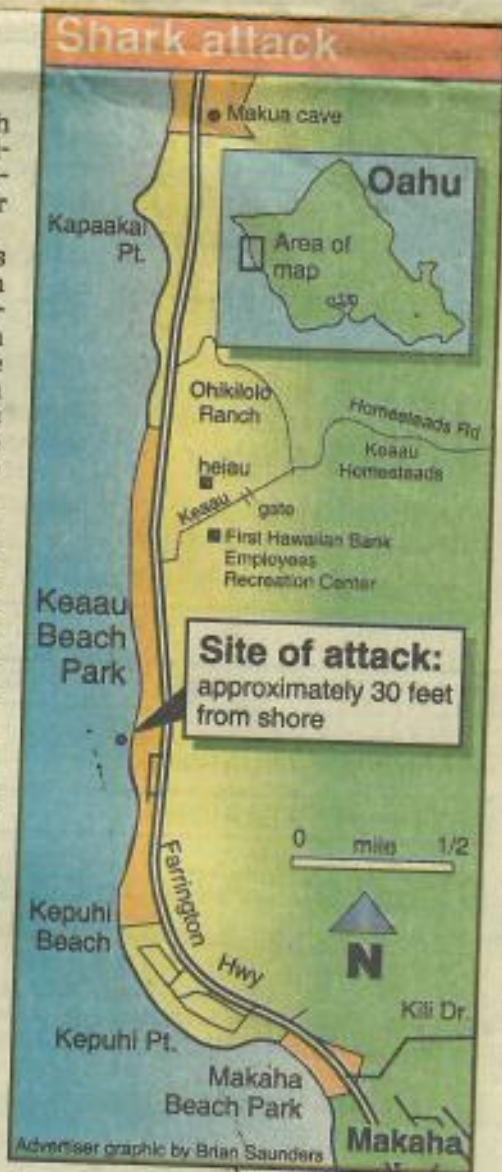 Shark attack
Makua cave
Kapaakai
Pt.
Oahu
Area of
map
Ohikilolo
Ranch
Homesteads Rd
Keaau
Homesteads
heiau
Keaau
gate
First Hawaiian Bank
Employees
Recreation Center
Keaau
Beach
Park
Site of attack:
approximately 30 feet
from shore
0 mile 1/2
N
Farrington
Hwy
Kepuhi
Beach
Kepuhi Pt.
Kili Dr.
Makaha
Beach Park
Makaha
Advertiser graphic by Brian Saunders